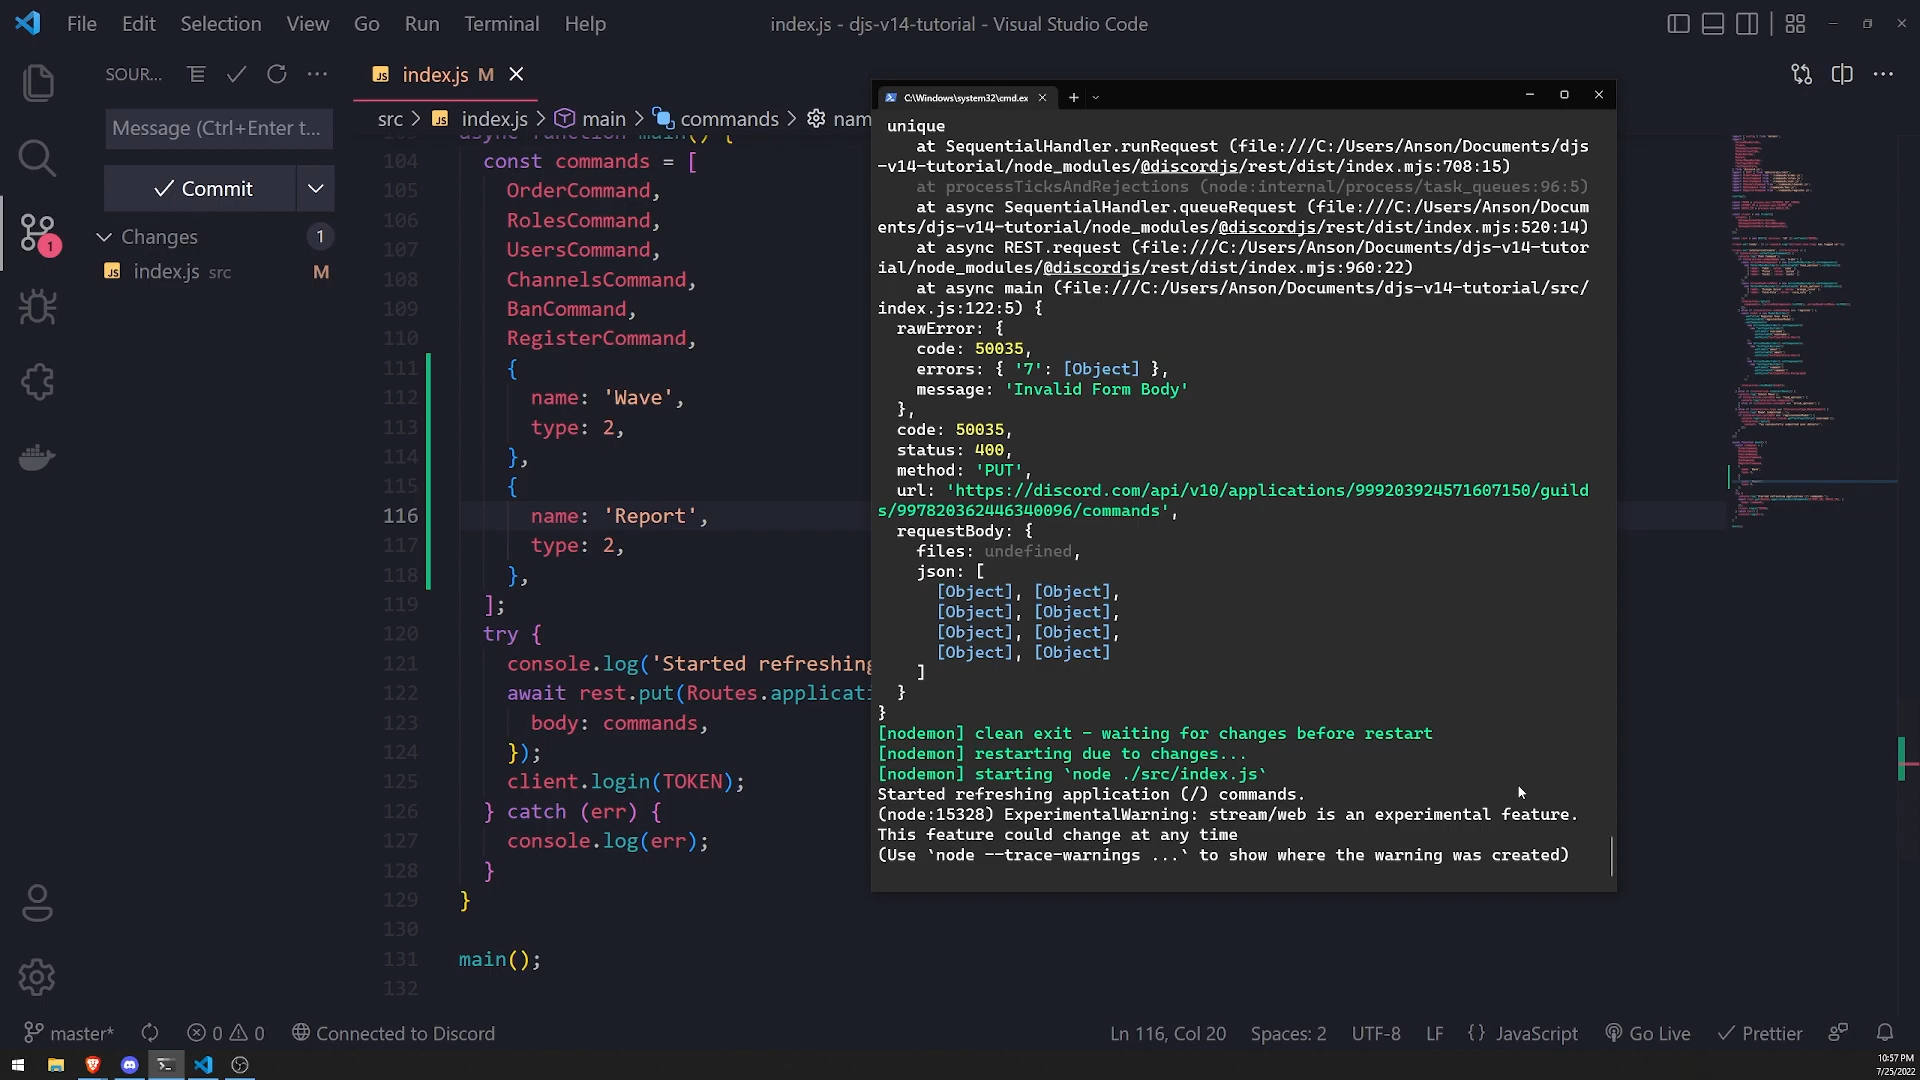 File Edit Selection View Go Run Terminal Help
index.js - djs-v14-tutorial - Visual Studio Code
SOUR...
JS index.js M
src > JS index.js > main > commands > nam
Message (Ctrl+Enter t...
Commit
Changes 1
JS index.js src M
1
async function main() {
104 const commands = [
105 OrderCommand,
106 RolesCommand,
107 UsersCommand,
108 ChannelsCommand,
109 BanCommand,
110 RegisterCommand,
111 {
112 name: 'Wave',
113 type: 2,
114 },
115 {
116 name: 'Report',
117 type: 2,
118 },
119 ];
120 try {
121 console.log('Started refreshing
122 await rest.put(Routes.applicati
123 body: commands,
124 });
125 client.login(TOKEN);
126 } catch (err) {
127 console.log(err);
128 }
129 }
130
131 main();
132
C:\Windows\system32\cmd.ex
unique
at SequentialHandler.runRequest (file:///C:/Users/Anson/Documents/djs
-v14-tutorial/node_modules/@discordjs/rest/dist/index.mjs:708:15)
at processTicksAndRejections (node:internal/process/task_queues:96:5)
at async SequentialHandler.queueRequest (file:///C:/Users/Anson/Docum
ents/djs-v14-tutorial/node_modules/@discordjs/rest/dist/index.mjs:520:14)
at async REST.request (file:///C:/Users/Anson/Documents/djs-v14-tutor
ial/node_modules/@discordjs/rest/dist/index.mjs:960:22)
at async main (file:///C:/Users/Anson/Documents/djs-v14-tutorial/src/
index.js:122:5) {
rawError: {
code: 50035,
errors: { '7': [Object] },
message: 'Invalid Form Body'
},
code: 50035,
status: 400,
method: 'PUT',
url: 'https://discord.com/api/v10/applications/999203924571607150/guild
s/997820362446340096/commands',
requestBody: {
files: undefined,
json: [
[Object], [Object],
[Object], [Object],
[Object], [Object],
[Object], [Object]
]
}
}
[nodemon] clean exit - waiting for changes before restart
[nodemon] restarting due to changes...
[nodemon] starting `node ./src/index.js`
Started refreshing application (/) commands.
(node:15328) ExperimentalWarning: stream/web is an experimental feature.
This feature could change at any time
(Use `node --trace-warnings ...` to show where the warning was created)
master* 0 0 Connected to Discord
Ln 116, Col 20 Spaces: 2 UTF-8 LF {} JavaScript Go Live Prettier
10:57 PM
7/25/2022